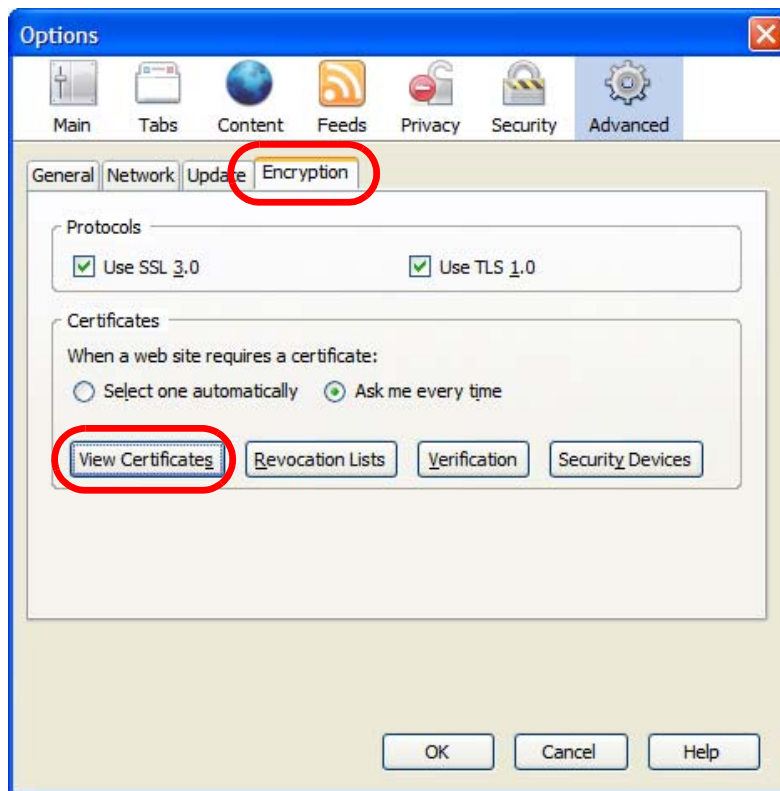 Options
Main Tabs Content Feeds Privacy Security Advanced
General Network Update Encryption
Protocols
Use SSL 3.0 Use TLS 1.0
Certificates
When a web site requires a certificate:
Select one automatically Ask me every time
View Certificates Revocation Lists Verification Security Devices
OK Cancel Help